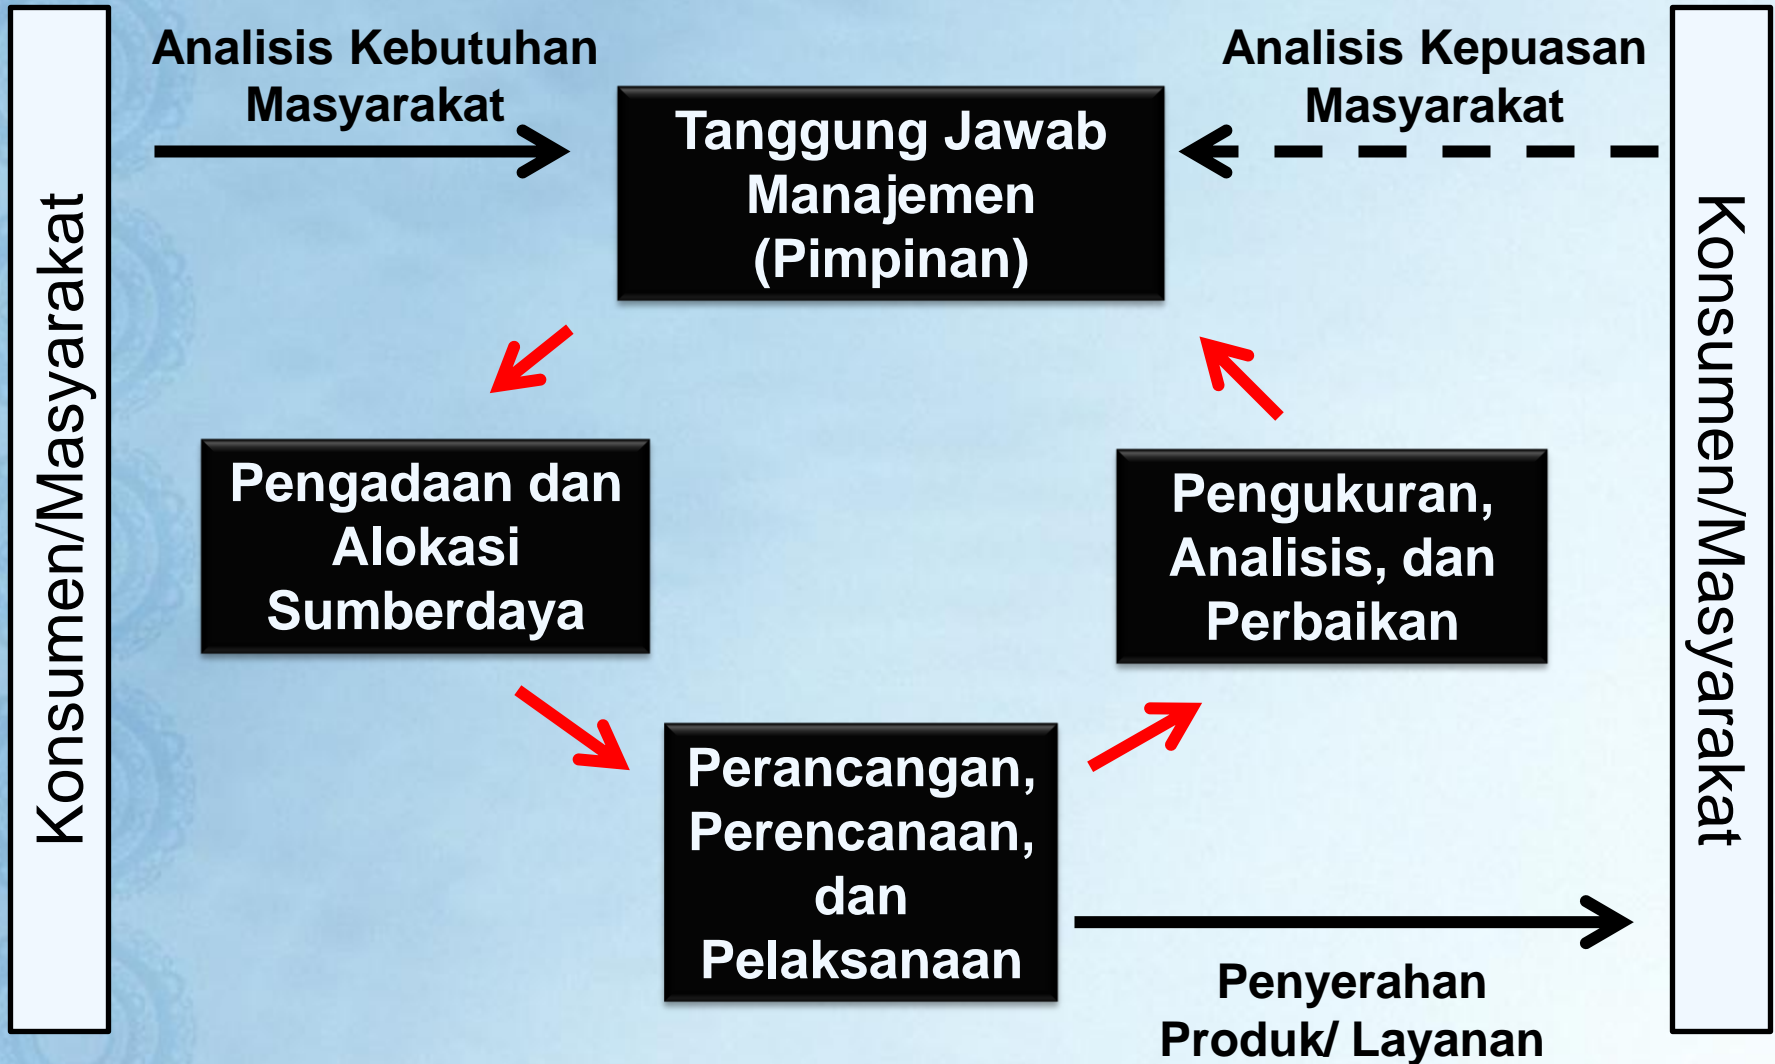 Konsumen/Masyarakat
Analisis Kebutuhan
Masyarakat
Tanggung Jawab
Manajemen
(Pimpinan)
Analisis Kepuasan
Masyarakat
Konsumen/Masyarakat
Pengadaan dan
Alokasi
Sumberdaya
Pengukuran,
Analisis, dan
Perbaikan
Perancangan,
Perencanaan,
dan
Pelaksanaan
Penyerahan
Produk/ Layanan